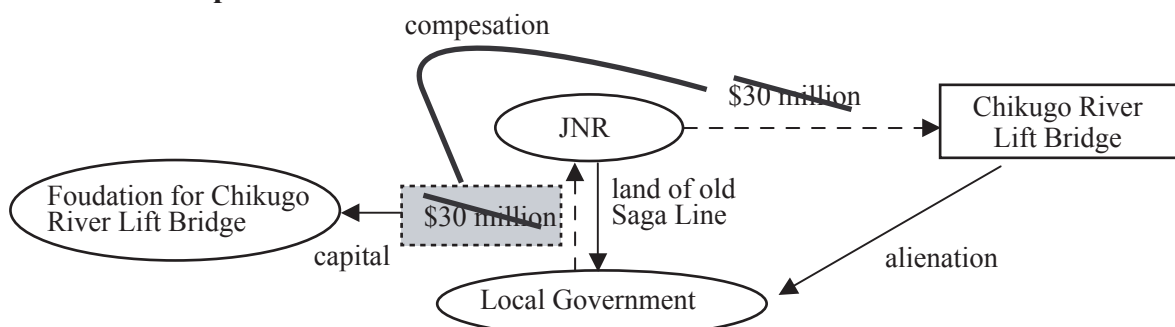 compesation
$30 million
Chikugo River
Lift Bridge
JNR
Foudation for Chikugo
River Lift Bridge
$30 million
land of old
Saga Line
capital
alienation
Local Government